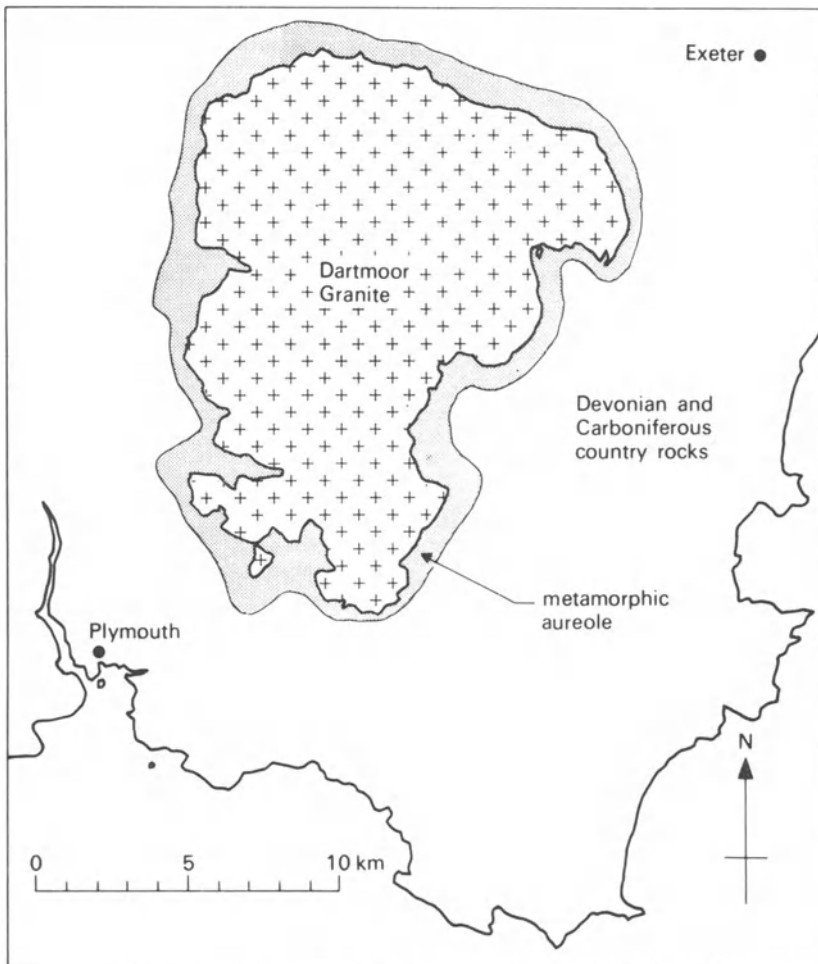 Exeter
Dartmoor
Granite
Devonian and
Carboniferous
country rocks
metamorphic
aureole
Plymouth
N
0 5 10 km